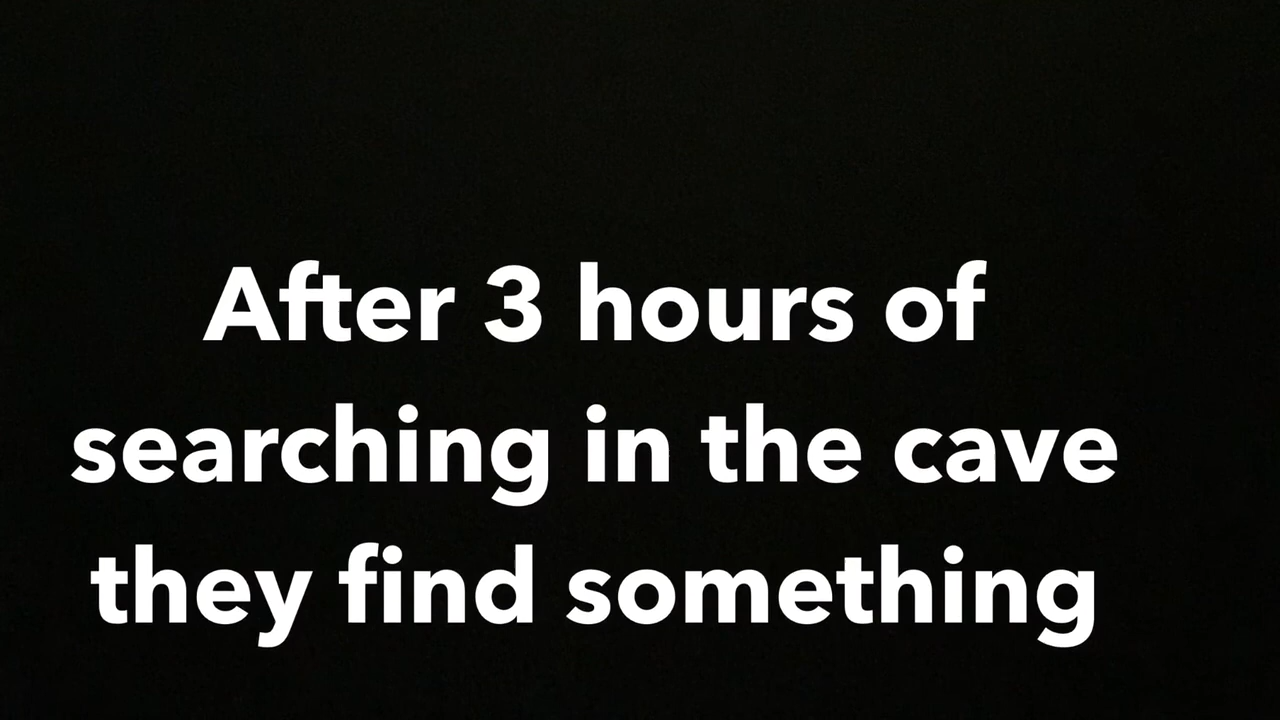 After 3 hours of
searching in the cave
they find something